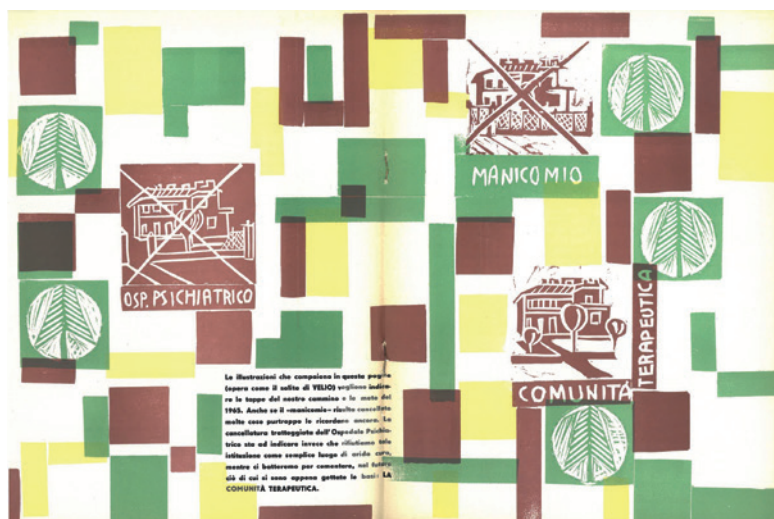 MANICOMIO
OSP. PSICHIATRICO
COMUNITÀ
TERAPEUTICA
Le illustrazioni che compaiono in queste pagine
(opera come il solito di VELIO) vogliono indica-
re le tappe del nostro cammino e le mete del
1965. Anche se il «manicomio» risulta cancellato
molte cose purtroppo lo ricordano ancora. La
cancellatura tratteggiata dell'Ospedale Psichia-
trico sta ad indicare invece che rifiutiamo tale
istituzione come semplice luogo di arida cura,
mentre ci batteremo per cementare, nel futuro
ciò di cui si sono appena gettate le basi: LA
COMUNITÀ TERAPEUTICA.